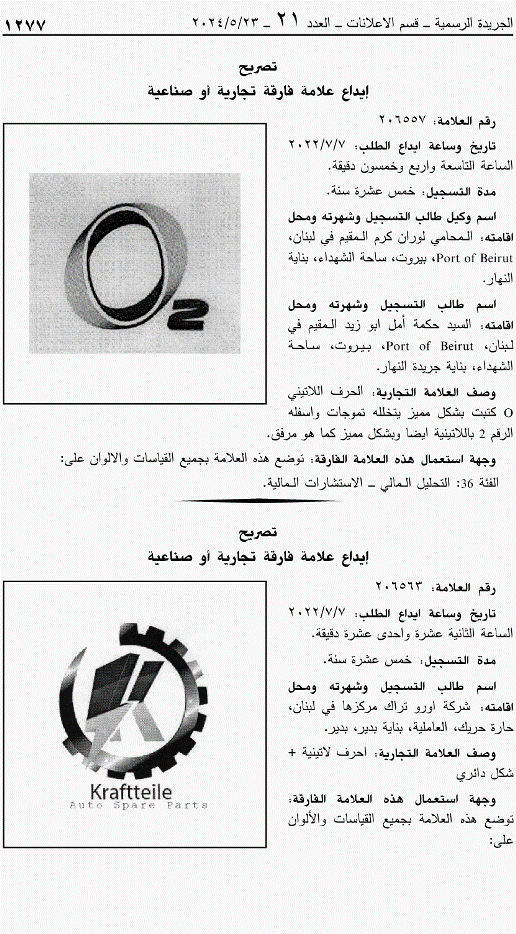 الجريدة الرسمية ــ قسم الاعلانات ــ العدد ٢١ ــ ٢٠٢٤/٥/٢٣
١٢٧٧
تصريح
إيداع علامة فارقة تجارية أو صناعية
رقم العلامة: ٢٠٦٥٥٧
تاريخ وساعة ايداع الطلب: ٢٠٢٢/٧/٧
الساعة التاسعة واربع وخمسون دقيقة.
مدة التسجيل: خمس عشرة سنة.
اسم وكيل طالب التسجيل وشهرته ومحل
اقامته: المحامي لوران كرم المقيم في لبنان،
Port of Beirut، بيروت، ساحة الشهداء، بناية
النهار.
اسم طالب التسجيل وشهرته ومحل
اقامته: السيد حكمة أمل ابو زيد المقيم في
لبنان، Port of Beirut، بيروت، ساحة
الشهداء، بناية جريدة النهار.
وصف العلامة التجارية: الحرف اللاتيني
O كتبت بشكل مميز يتخلله تموجات واسفله
الرقم 2 باللاتينية ايضا وبشكل مميز كما هو مرفق.
وجهة استعمال هذه العلامة الفارقة: توضع هذه العلامة بجميع القياسات والالوان على:
الفئة 36: التحليل المالي ــ الاستشارات المالية.
O2
تصريح
إيداع علامة فارقة تجارية أو صناعية
رقم العلامة: ٢٠٦٥٦٣
تاريخ وساعة ايداع الطلب: ٢٠٢٢/٧/٧
الساعة الثانية عشرة واحدى عشرة دقيقة.
مدة التسجيل: خمس عشرة سنة.
اسم طالب التسجيل وشهرته ومحل
اقامته: شركة اورو تراك مركزها في لبنان،
حارة حريك، العاملية، بناية بدير، بدير.
وصف العلامة التجارية: احرف لاتينية +
شكل دائري
وجهة استعمال هذه العلامة الفارقة:
توضع هذه العلامة بجميع القياسات والألوان
على:
K
Kraftteile
Auto Spare Parts